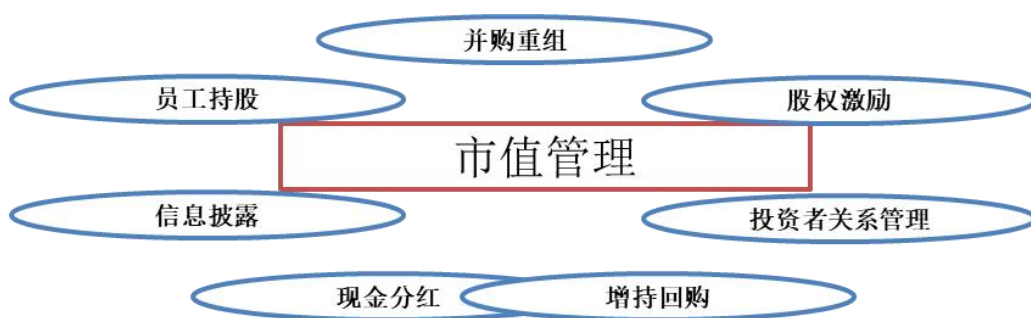 并购重组
员工持股
股权激励
市值管理
信息披露
投资者关系管理
现金分红
增持回购